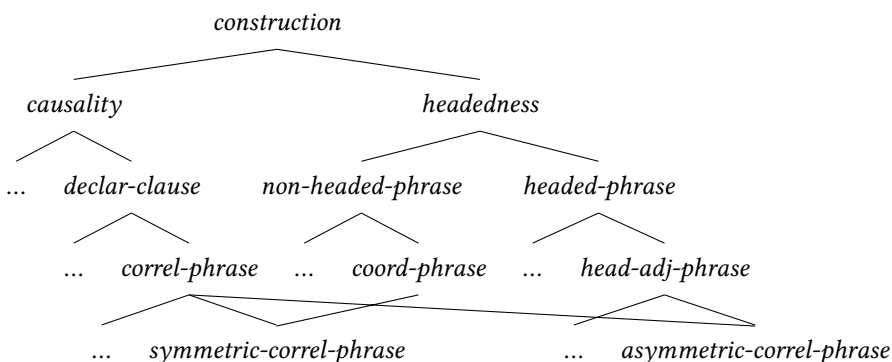 construction
causality headedness
... declar-clause non-headed-phrase headed-phrase
... correl-phrase ... coord-phrase ... head-adj-phrase
... symmetric-correl-phrase ... asymmetric-correl-phrase